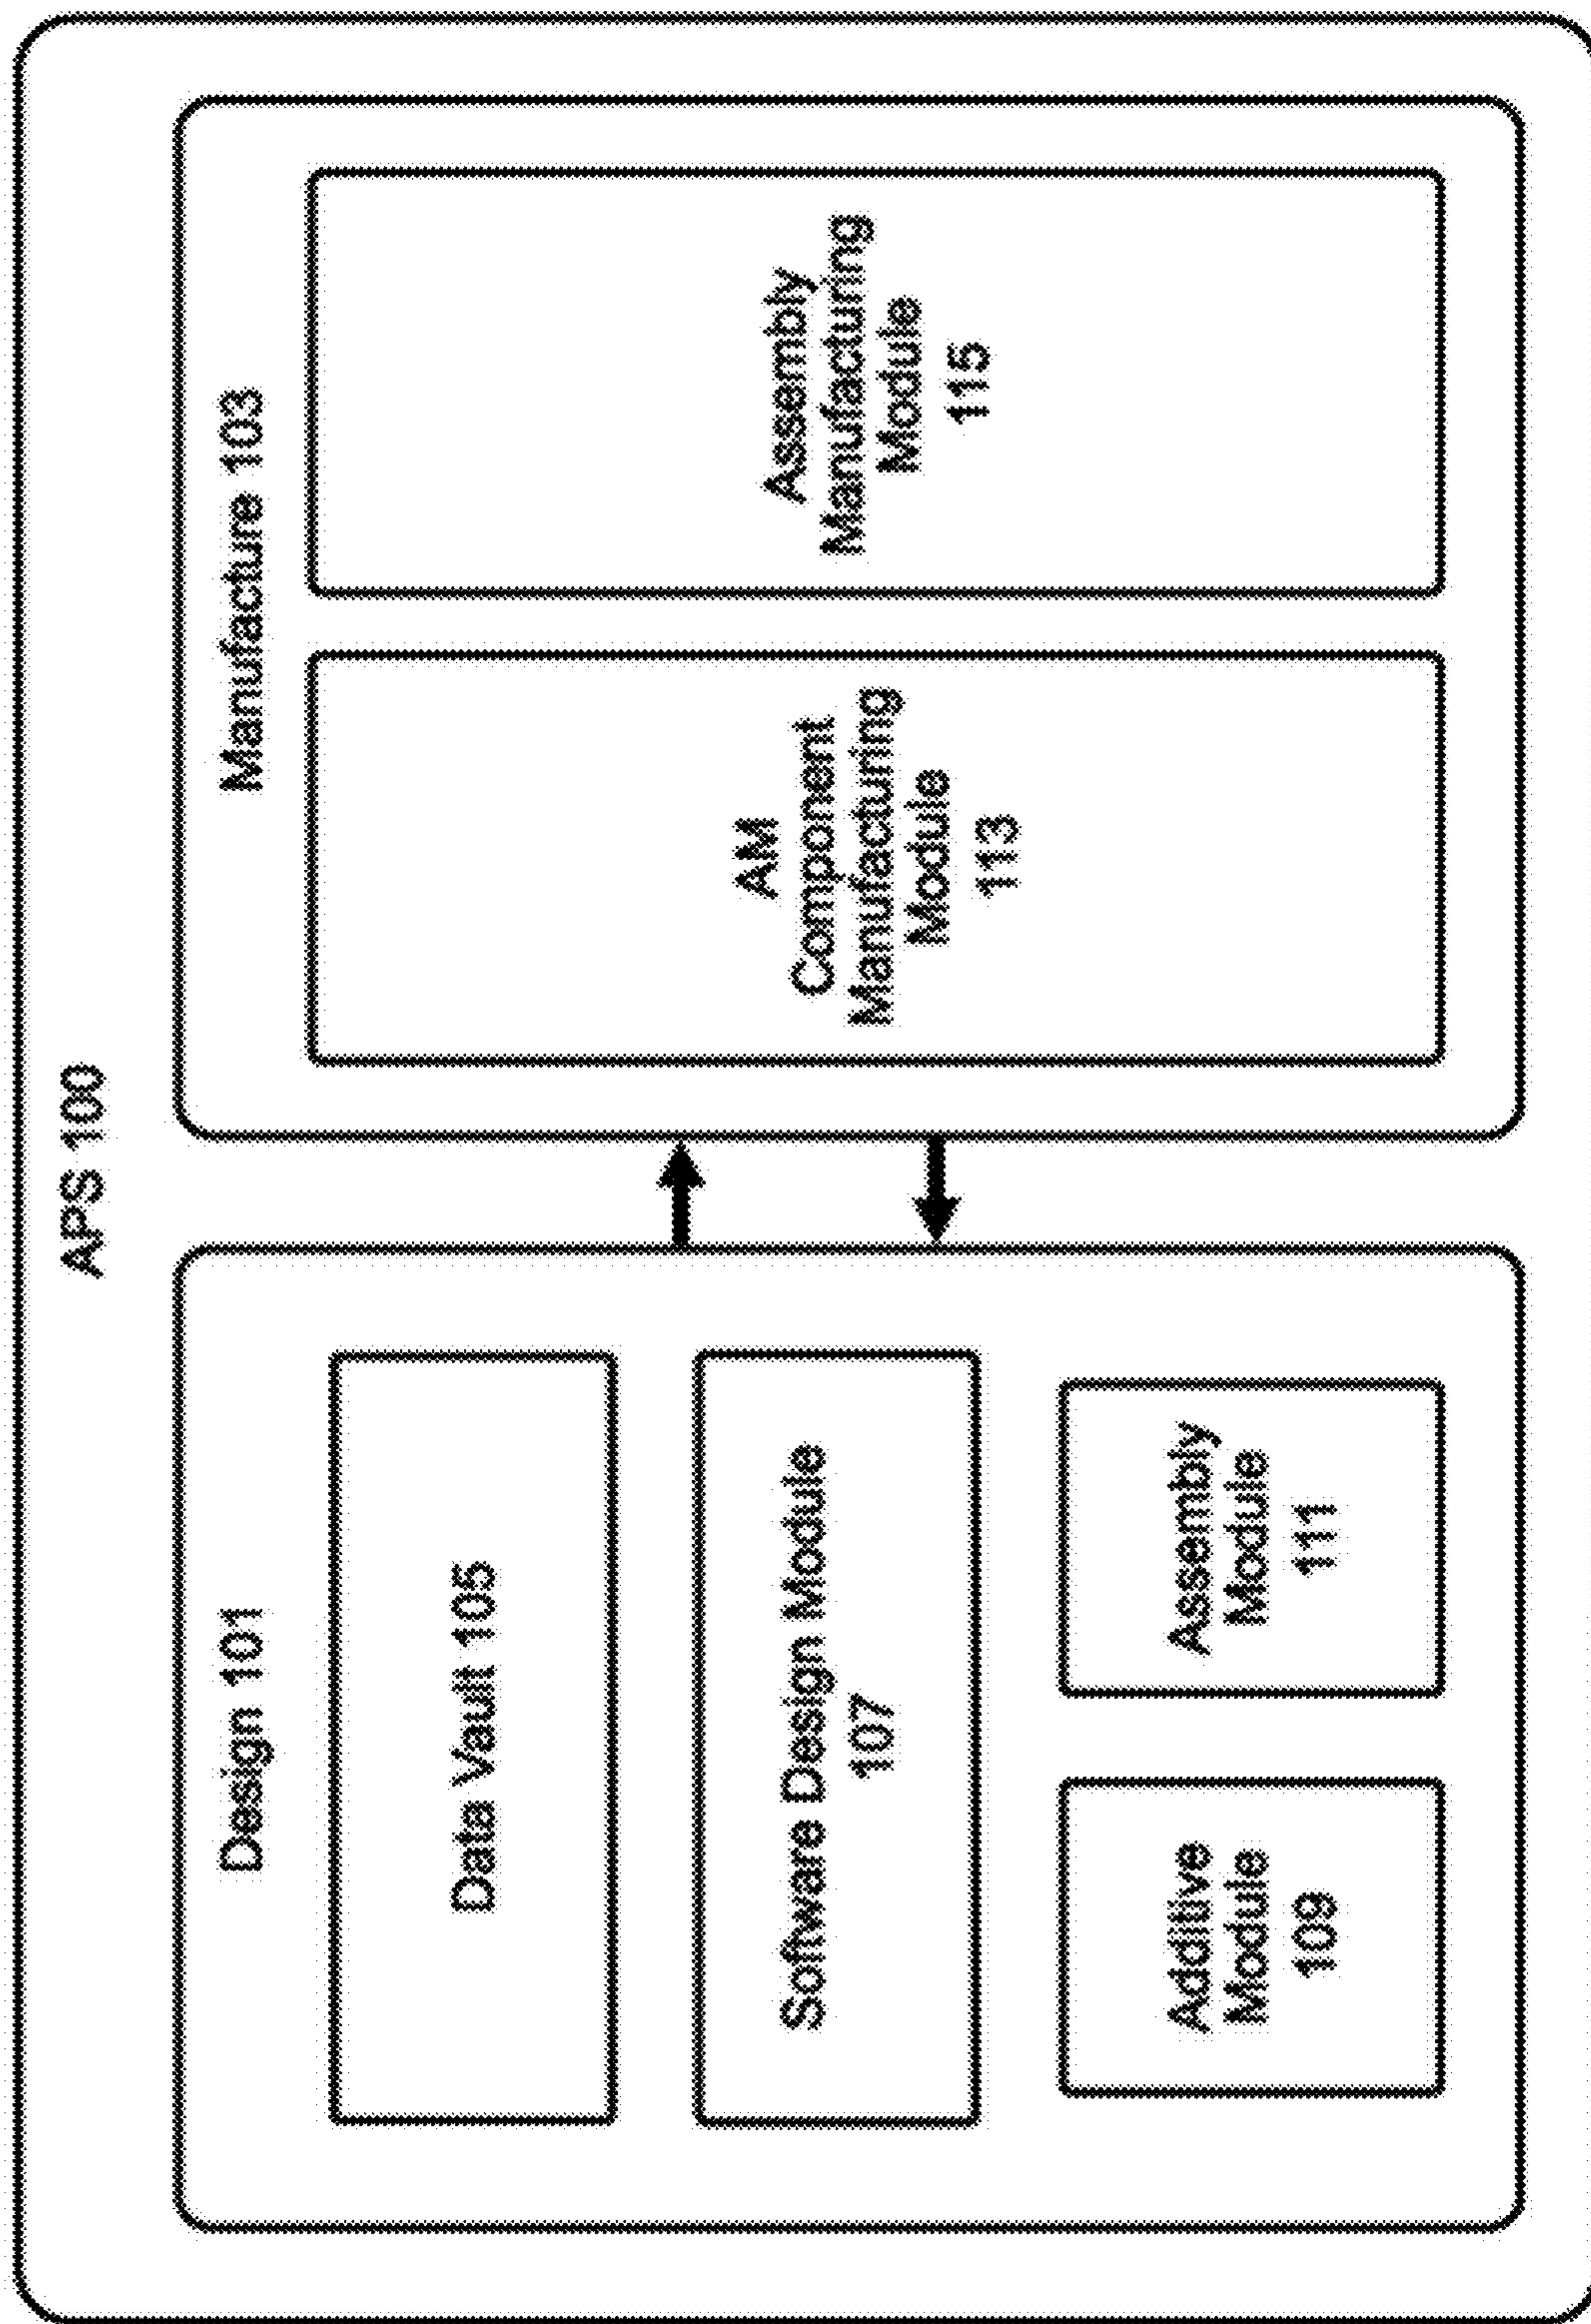 APS 100
Design 101
Data Vault 105
Software Design Module
107
Additive
Module
109
Assembly
Module
111
Manufacture 103
AM
Component
Manufacturing
Module
113
Assembly
Manufacturing
Module
115